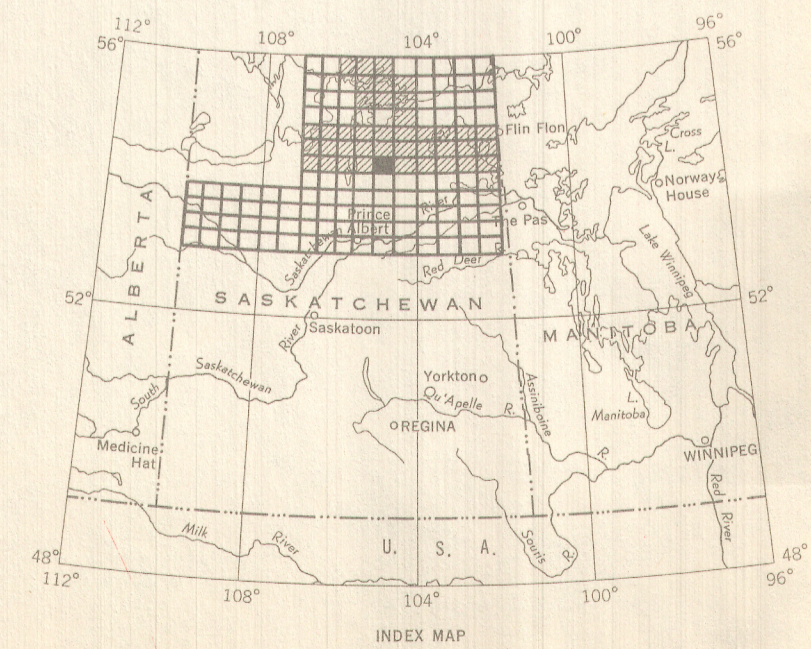 112° 108° 104° 100° 96°
56° 56°
Flin Flon
Cross
L.
Norway
House
Prince
Albert
River
The Pas
Saskatchewan
Red Deer R.
Lake Winnipeg
ALBERTA
52° 52°
SASKATCHEWAN
MANITOBA
Saskatoon
River
Saskatchewan
South
Yorkton
Qu'Apelle R.
Assiniboine
R.
L.
Manitoba
REGINA
Medicine
Hat
WINNIPEG
Red
River
Milk River
U. S. A.
Souris
R.
48° 48°
112° 108° 104° 100° 96°
INDEX MAP